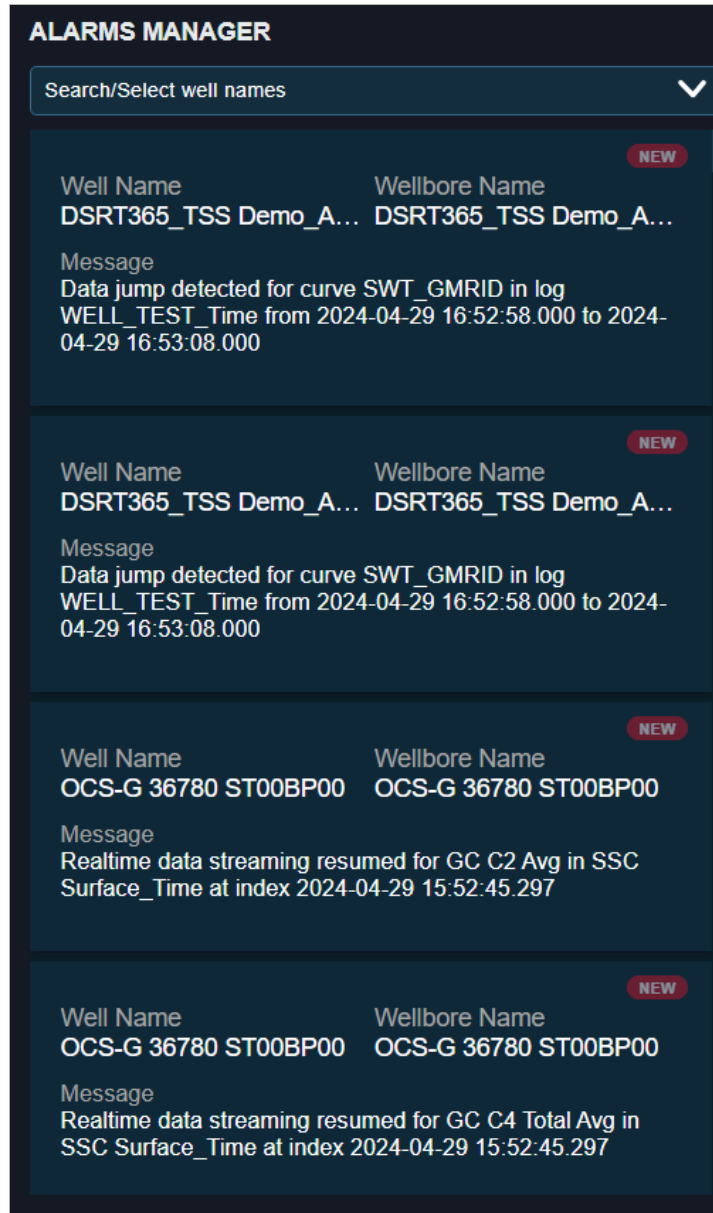 ALARMS MANAGER
Search/Select well names
NEW
Well Name Wellbore Name
DSRT365_TSS Demo_A... DSRT365_TSS Demo_A...
Message
Data jump detected for curve SWT_GMRID in log
WELL_TEST_Time from 2024-04-29 16:52:58.000 to 2024-
04-29 16:53:08.000
NEW
Well Name Wellbore Name
DSRT365_TSS Demo_A... DSRT365_TSS Demo_A...
Message
Data jump detected for curve SWT_GMRID in log
WELL_TEST_Time from 2024-04-29 16:52:58.000 to 2024-
04-29 16:53:08.000
NEW
Well Name Wellbore Name
OCS-G 36780 ST00BP00 OCS-G 36780 ST00BP00
Message
Realtime data streaming resumed for GC C2 Avg in SSC
Surface_Time at index 2024-04-29 15:52:45.297
NEW
Well Name Wellbore Name
OCS-G 36780 ST00BP00 OCS-G 36780 ST00BP00
Message
Realtime data streaming resumed for GC C4 Total Avg in
SSC Surface_Time at index 2024-04-29 15:52:45.297